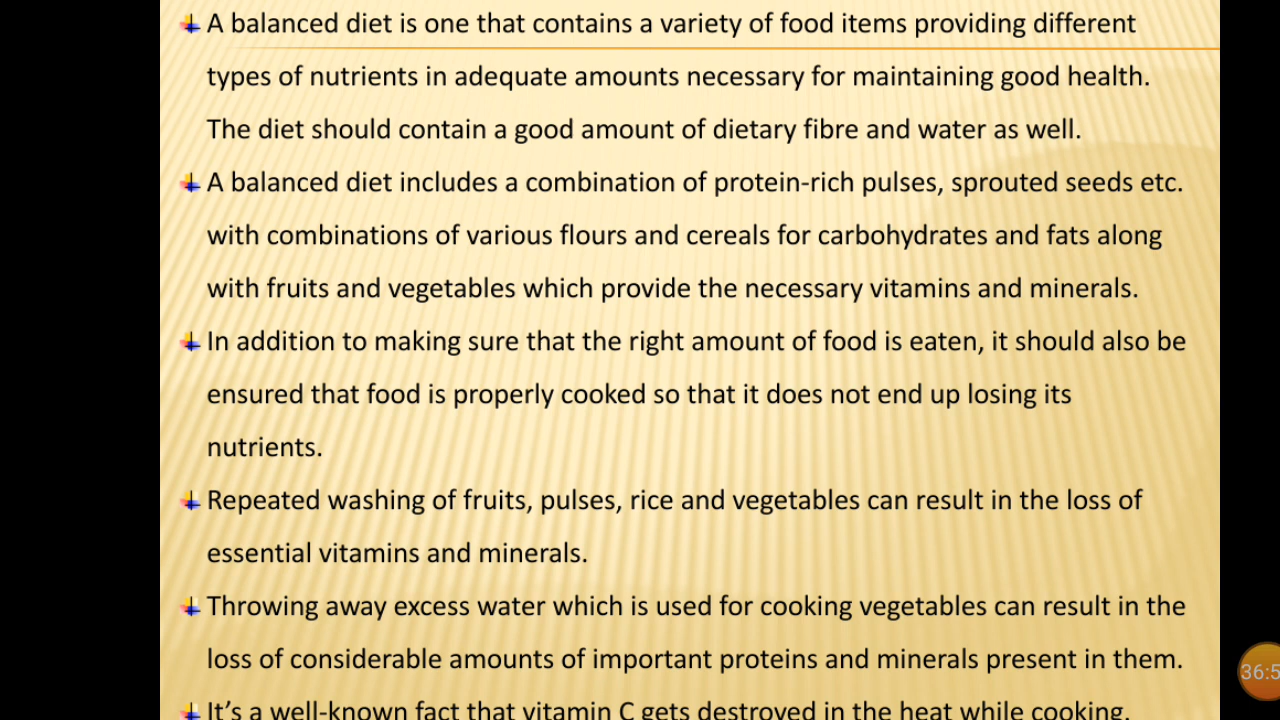 A balanced diet is one that contains a variety of food items providing different
types of nutrients in adequate amounts necessary for maintaining good health.
The diet should contain a good amount of dietary fibre and water as well.
A balanced diet includes a combination of protein-rich pulses, sprouted seeds etc.
with combinations of various flours and cereals for carbohydrates and fats along
with fruits and vegetables which provide the necessary vitamins and minerals.
In addition to making sure that the right amount of food is eaten, it should also be
ensured that food is properly cooked so that it does not end up losing its
nutrients.
Repeated washing of fruits, pulses, rice and vegetables can result in the loss of
essential vitamins and minerals.
Throwing away excess water which is used for cooking vegetables can result in the
loss of considerable amounts of important proteins and minerals present in them.
It's a well-known fact that vitamin C gets destroyed in the heat while cooking.
36:5